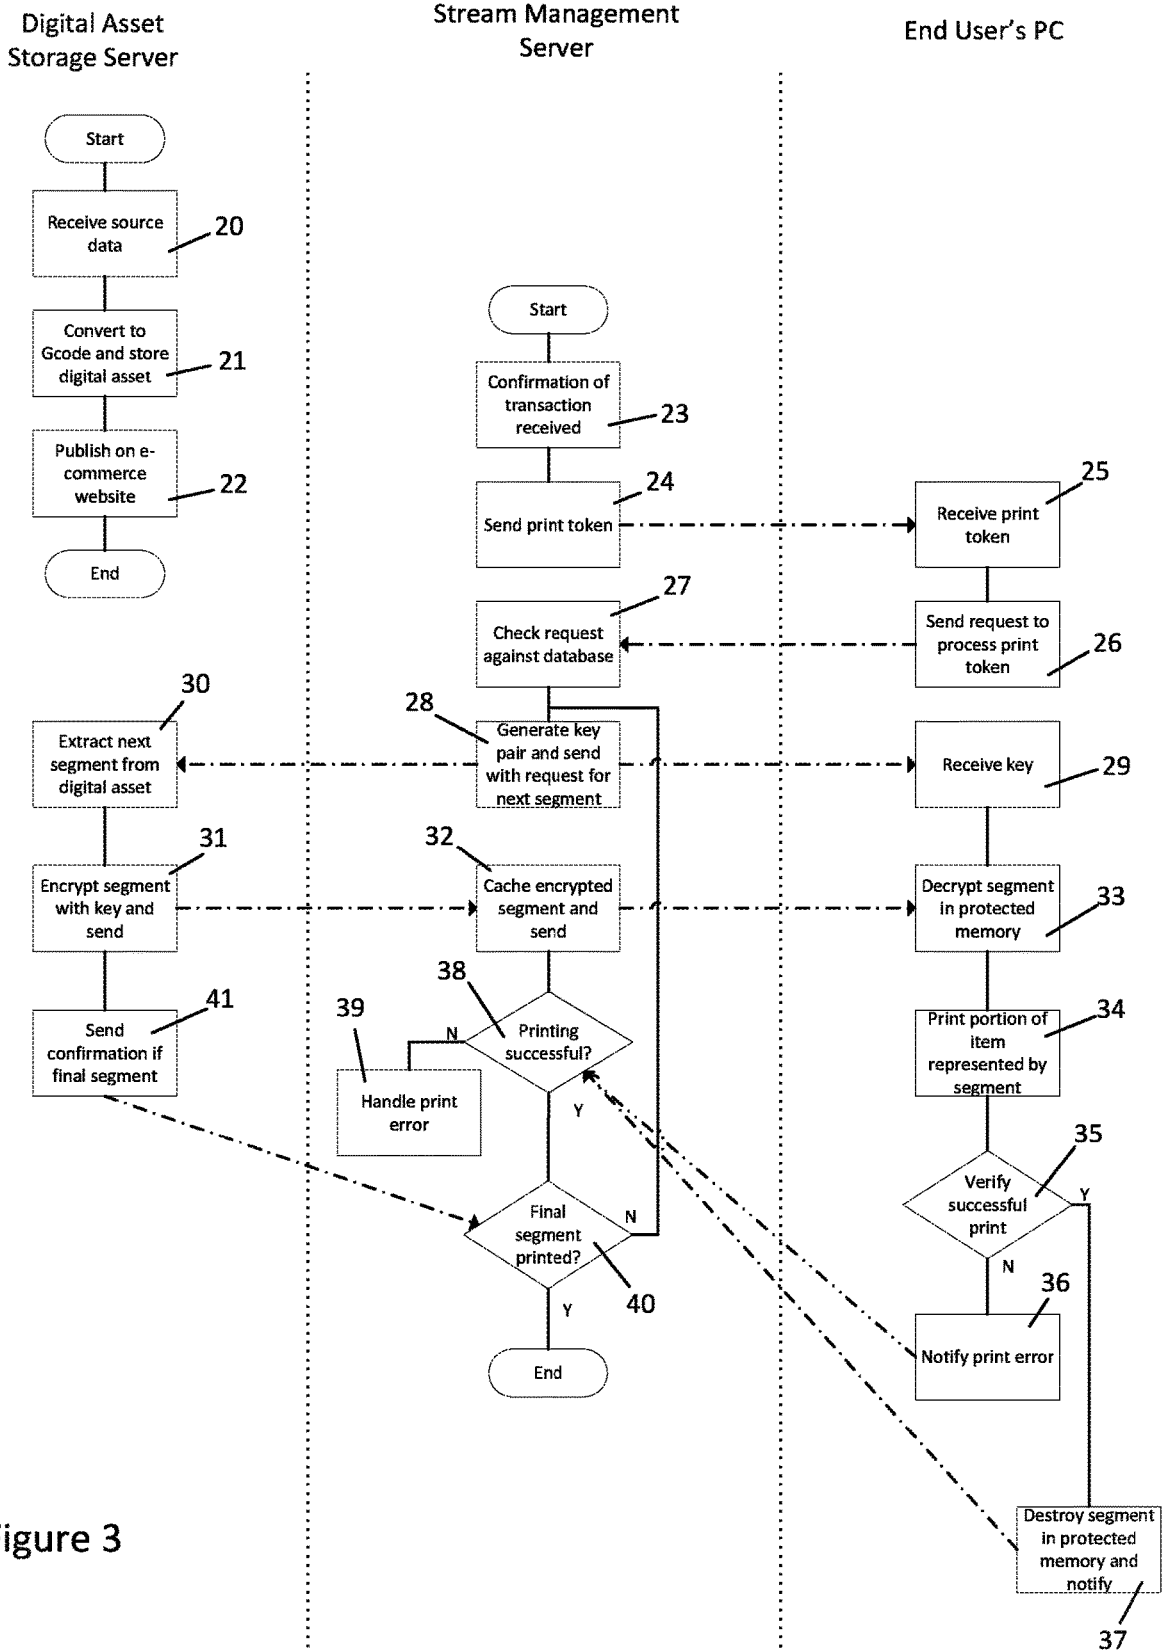 Digital Asset
Storage Server
Stream Management
Server
End User's PC
Start
Receive source
data
20
Convert to
Gcode and store
digital asset
21
Publish on e-
commerce
website
22
End
Start
Confirmation of
transaction
received
23
Send print token
24
Receive print
token
25
Send request to
process print
token
26
Check request
against database
27
Generate key
pair and send
with request for
next segment
28
Receive key
29
Extract next
segment from
digital asset
30
Encrypt segment
with key and
send
31
Cache encrypted
segment and
send
32
Decrypt segment
in protected
memory
33
Print portion of
item
represented by
segment
34
Verify
successful
print
35
Y
N
Notify print error
36
Destroy segment
in protected
memory and
notify
37
Printing
successful?
38
N
Y
Handle print
error
39
Final
segment
printed?
40
N
Y
End
Send
confirmation if
final segment
41
igure 3